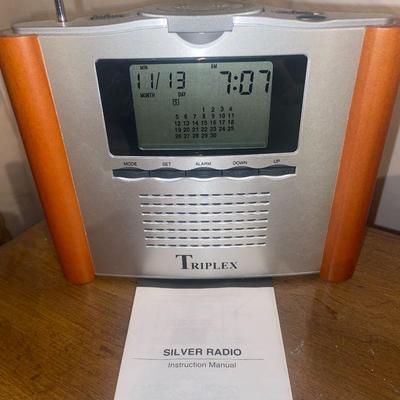 MON AM
11/13 7:07
MONTH DAY
S
1 2 3 4
5 6 7 8 9 10 11
12 13 14 15 16 17 18
19 20 21 22 23 24 25
26 27 28 29 30
MODE SET ALARM DOWN UP
TRIPLEX
SILVER RADIO
Instruction Manual